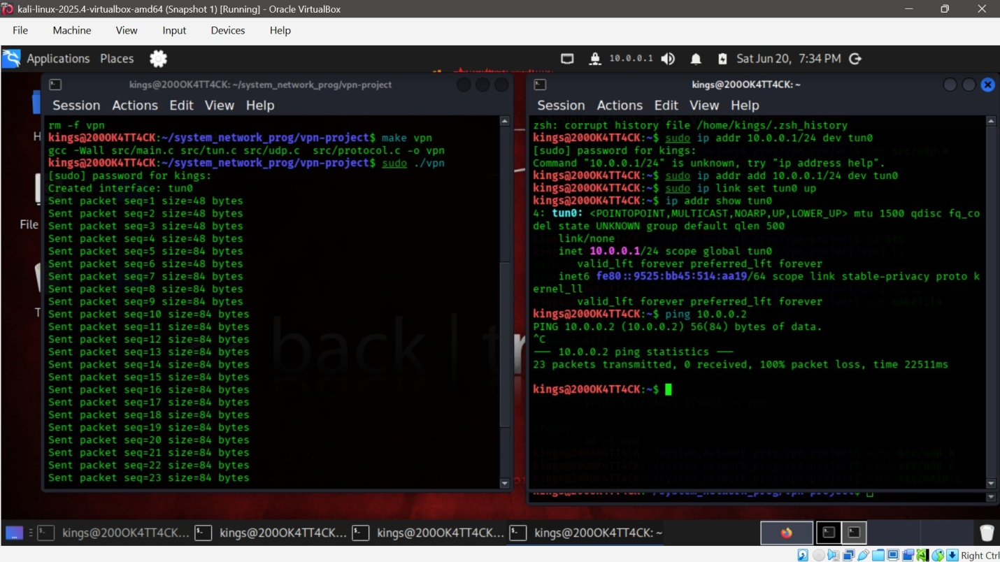 kali-linux-2025.4-virtualbox-amd64 (Snapshot 1) [Running] - Oracle VirtualBox
File Machine View Input Devices Help
Applications Places
10.0.0.1
Sat Jun 20, 7:34 PM
kings@200OK4TT4CK: ~/system_network_prog/vpn-project
Session Actions Edit View Help
rm -f vpn
kings@200OK4TT4CK:~/system_network_prog/vpn-project$ make vpn
gcc -Wall src/main.c src/tun.c src/udp.c  src/protocol.c -o vpn
kings@200OK4TT4CK:~/system_network_prog/vpn-project$ sudo ./vpn
[sudo] password for kings:
Created interface: tun0
Sent packet seq=1 size=48 bytes
Sent packet seq=2 size=48 bytes
Sent packet seq=3 size=48 bytes
Sent packet seq=4 size=48 bytes
Sent packet seq=5 size=84 bytes
Sent packet seq=6 size=48 bytes
Sent packet seq=7 size=84 bytes
Sent packet seq=8 size=84 bytes
Sent packet seq=9 size=84 bytes
Sent packet seq=10 size=84 bytes
Sent packet seq=11 size=84 bytes
Sent packet seq=12 size=84 bytes
Sent packet seq=13 size=84 bytes
Sent packet seq=14 size=84 bytes
Sent packet seq=15 size=84 bytes
Sent packet seq=16 size=84 bytes
Sent packet seq=17 size=84 bytes
Sent packet seq=18 size=84 bytes
Sent packet seq=19 size=84 bytes
Sent packet seq=20 size=84 bytes
Sent packet seq=21 size=84 bytes
Sent packet seq=22 size=84 bytes
Sent packet seq=23 size=84 bytes
back | tr
File
kings@200OK4TT4CK: ~
Session Actions Edit View Help
zsh: corrupt history file /home/kings/.zsh_history
kings@200OK4TT4CK:~$ sudo ip addr 10.0.0.1/24 dev tun0
[sudo] password for kings:
Command "10.0.0.1/24" is unknown, try "ip address help".
kings@200OK4TT4CK:~$ sudo ip addr add 10.0.0.1/24 dev tun0
kings@200OK4TT4CK:~$ sudo ip link set tun0 up
kings@200OK4TT4CK:~$ ip addr show tun0
4: tun0: <POINTOPOINT,MULTICAST,NOARP,UP,LOWER_UP> mtu 1500 qdisc fq_co
del state UNKNOWN group default qlen 500
link/none
inet 10.0.0.1/24 scope global tun0
valid_lft forever preferred_lft forever
inet6 fe80::9525:bb45:514:aa19/64 scope link stable-privacy proto k
ernel_ll
valid_lft forever preferred_lft forever
kings@200OK4TT4CK:~$ ping 10.0.0.2
PING 10.0.0.2 (10.0.0.2) 56(84) bytes of data.
^C
--- 10.0.0.2 ping statistics ---
23 packets transmitted, 0 received, 100% packet loss, time 22511ms
kings@200OK4TT4CK:~$
kings@200OK4TT4CK... kings@200OK4TT4CK... kings@200OK4TT4CK... kings@200OK4TT4CK: ~
Right Ctrl